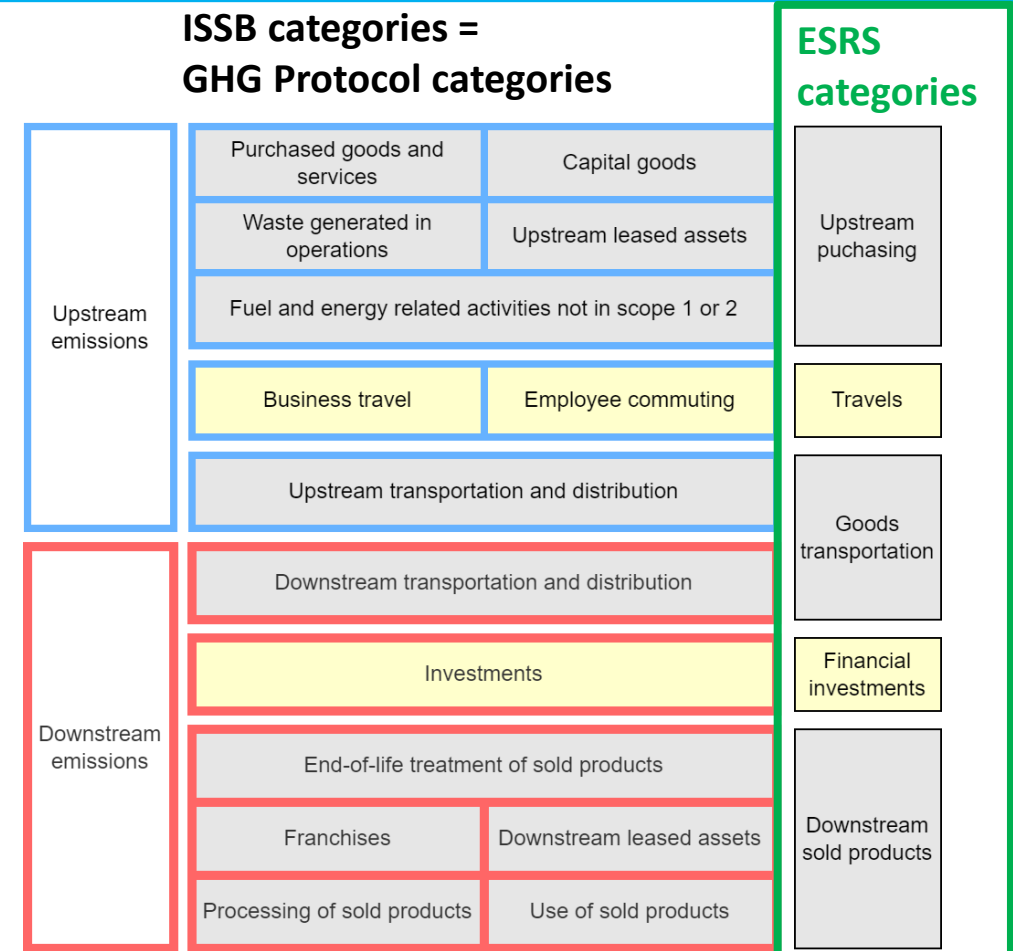 ISSB categories =
GHG Protocol categories
ESRS
categories
Upstream
emissions
Purchased goods and
services
Capital goods
Waste generated in
operations
Upstream leased assets
Fuel and energy related activities not in scope 1 or 2
Upstream
puchasing
Business travel
Employee commuting
Travels
Upstream transportation and distribution
Goods
transportation
Downstream
emissions
Downstream transportation and distribution
Investments
Financial
investments
End-of-life treatment of sold products
Franchises
Downstream leased assets
Processing of sold products
Use of sold products
Downstream
sold products